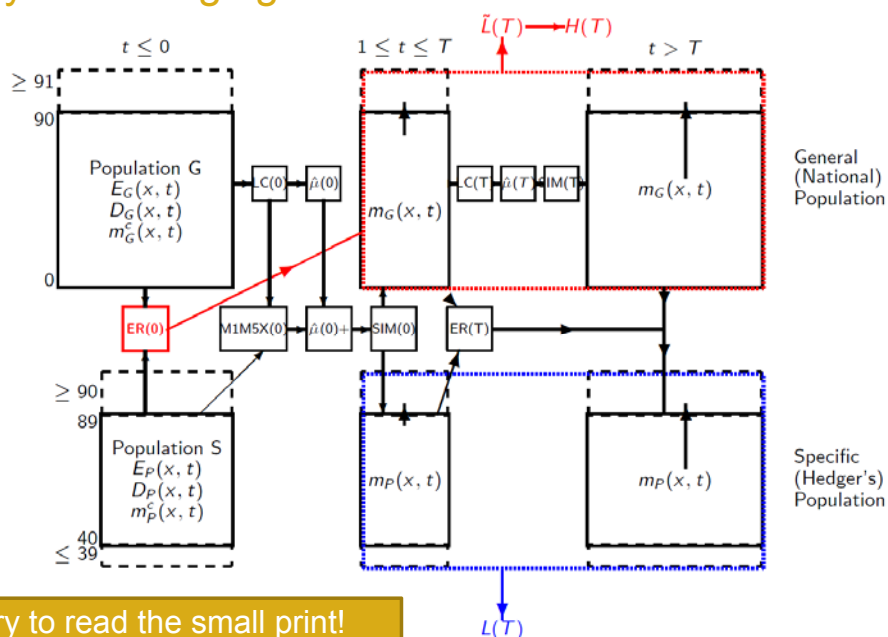 t ≤ 0
1 ≤ t ≤ T
t > T
L̃(T) → H(T)
≥ 91
90
0
Population G
E_G(x, t)
D_G(x, t)
m^c_G(x, t)
LC(0)
μ̂(0)
m_G(x, t)
LC(T)
μ̂(T)
SIM(T)
m_G(x, t)
General
(National)
Population
ER(0)
M1M5X(0)
μ̂(0)+
SIM(0)
ER(T)
≥ 90
89
40
≤ 39
Population S
E_P(x, t)
D_P(x, t)
m^c_P(x, t)
m_P(x, t)
m_P(x, t)
Specific
(Hedger's)
Population
L(T)
to read the small print!